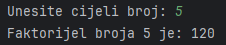 Unesite cijeli broj: 5
Faktorijel broja 5 je: 120